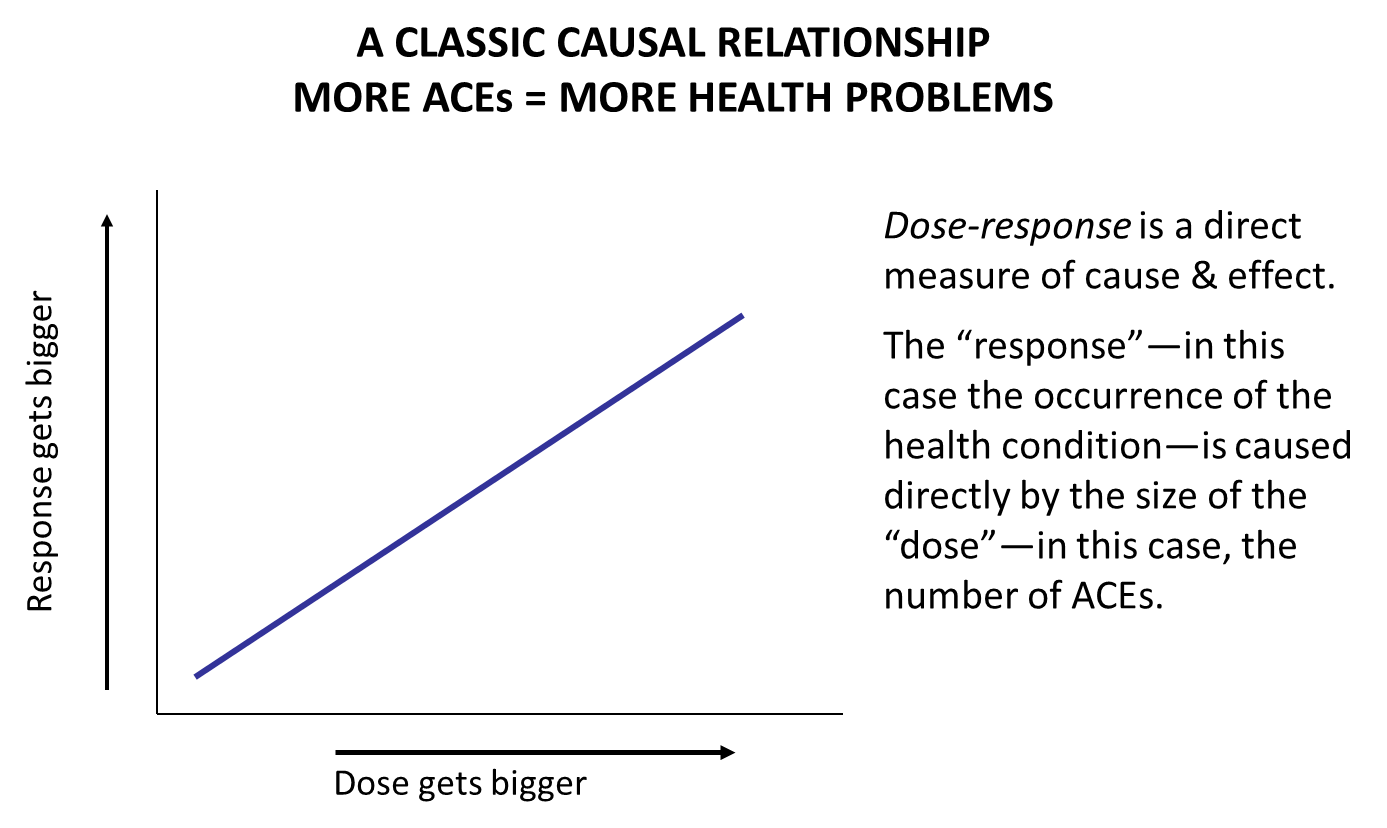 A CLASSIC CAUSAL RELATIONSHIP
MORE ACEs = MORE HEALTH PROBLEMS
Response gets bigger
Dose gets bigger
Dose-response is a direct
measure of cause & effect.
The “response”—in this
case the occurrence of the
health condition—is caused
directly by the size of the
“dose”—in this case, the
number of ACEs.